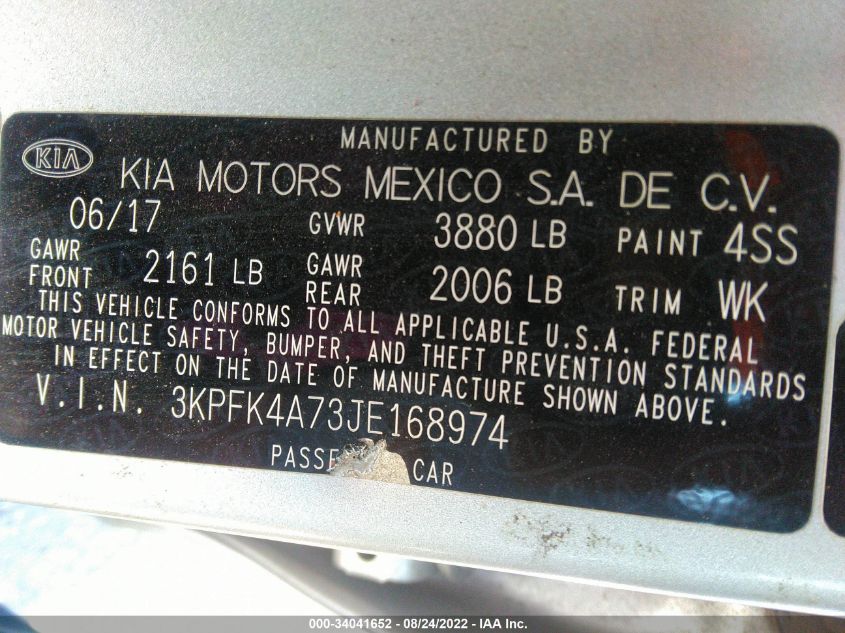 MANUFACTURED BY
KIA KIA MOTORS MEXICO S.A. DE C.V.
06/17 GVWR 3880 LB PAINT 4SS
GAWR FRONT 2161 LB GAWR REAR 2006 LB TRIM WK
THIS VEHICLE CONFORMS TO ALL APPLICABLE U.S.A. FEDERAL
MOTOR VEHICLE SAFETY, BUMPER, AND THEFT PREVENTION STANDARDS
IN EFFECT ON THE DATE OF MANUFACTURE SHOWN ABOVE.
V.I.N. 3KPFK4A73JE168974
CAR
000-34041652 - 08/24/2022 - IAA Inc.